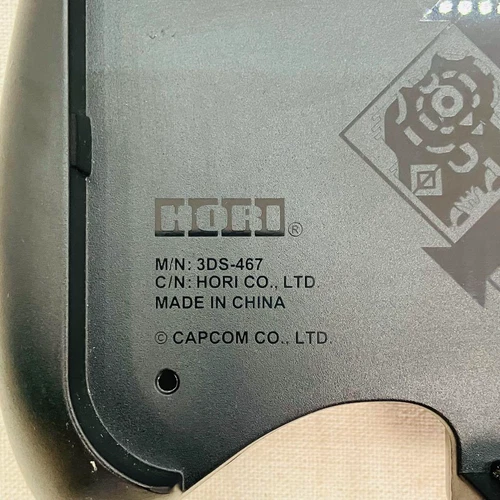 HORI®
M/N: 3DS-467
C/N: HORI CO., LTD.
MADE IN CHINA
© CAPCOM CO., LTD.